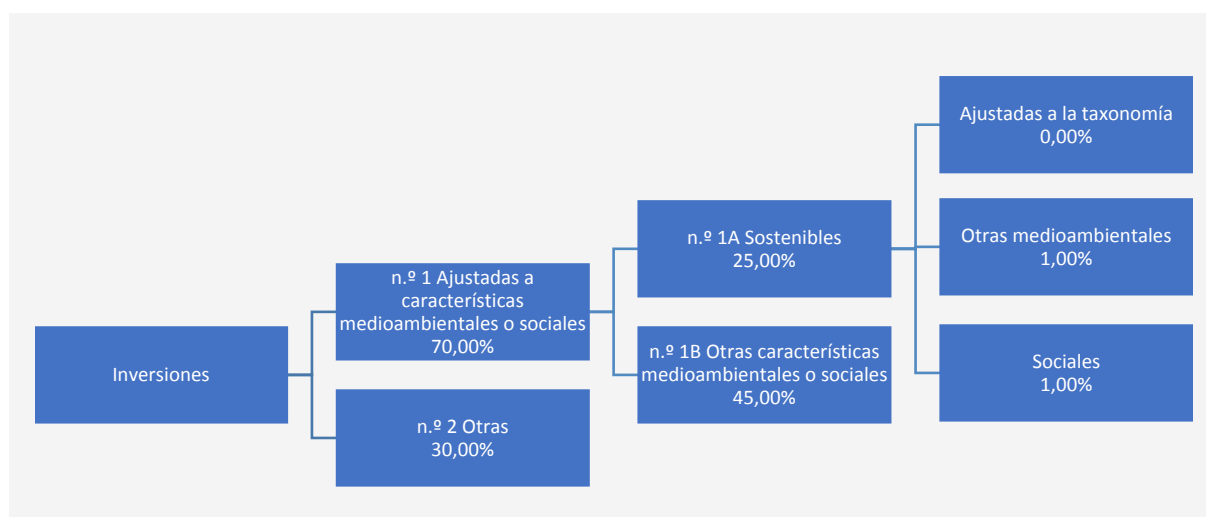 Inversiones
n.º 1 Ajustadas a
características
medioambientales o sociales
70,00%
n.º 2 Otras
30,00%
n.º 1A Sostenibles
25,00%
n.º 1B Otras características
medioambientales o sociales
45,00%
Ajustadas a la taxonomía
0,00%
Otras medioambientales
1,00%
Sociales
1,00%